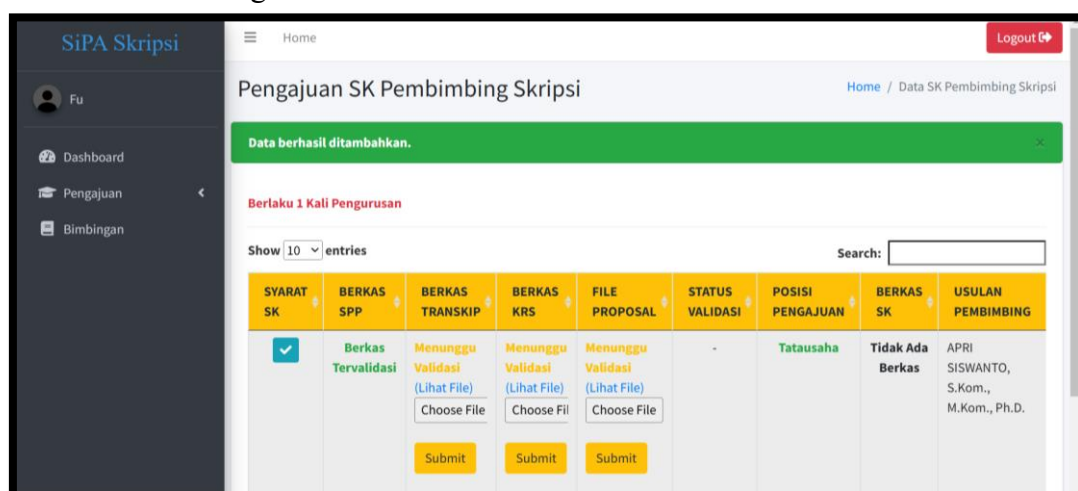 SiPA Skripsi
Home
Logout
Fu
Pengajuan SK Pembimbing Skripsi
Home / Data SK Pembimbing Skripsi
Dashboard
Data berhasil ditambahkan.
×
Pengajuan
Berlaku 1 Kali Pengurusan
Bimbingan
Show 10 entries
Search:
SYARAT SK
BERKAS SPP
BERKAS TRANSKIP
BERKAS KRS
FILE PROPOSAL
STATUS VALIDASI
POSISI PENGAJUAN
BERKAS SK
USULAN PEMBIMBING
Berkas Tervalidasi
Menunggu Validasi
(Lihat File)
Choose File
Submit
Menunggu Validasi
(Lihat File)
Choose Fil
Submit
Menunggu Validasi
(Lihat File)
Choose File
Submit
-
Tatausaha
Tidak Ada Berkas
APRI SISWANTO, S.Kom., M.Kom., Ph.D.